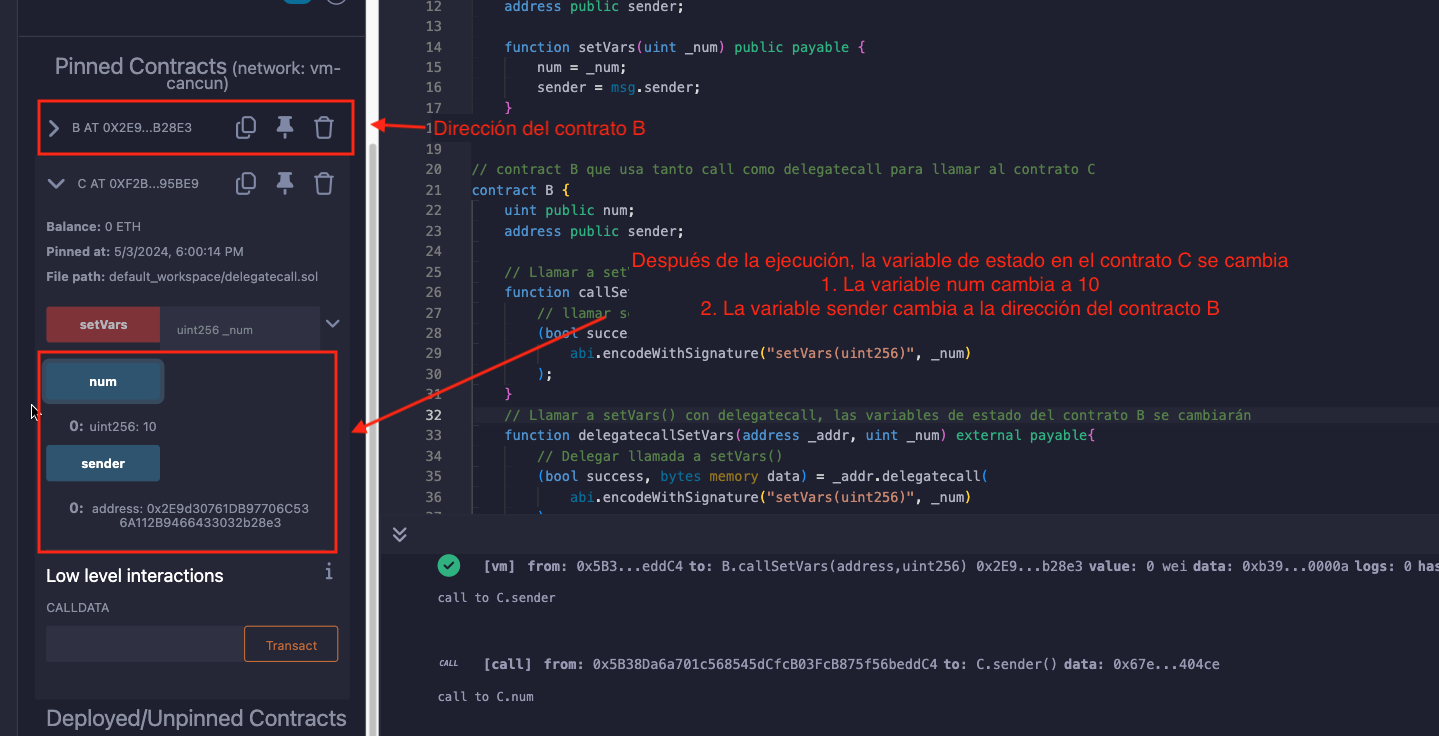 Pinned Contracts (network: vm-
cancun)
B AT 0X2E9...B28E3
C AT 0XF2B...95BE9
Balance: 0 ETH
Pinned at: 5/3/2024, 6:00:14 PM
File path: default_workspace/delegatecall.sol
setVars uint256 _num
num
0: uint256: 10
sender
0: address: 0x2E9d30761DB97706C53
6A112B9466433032b28e3
Low level interactions
i
CALLDATA
Transact
Deployed/Unpinned Contracts
12 address public sender;
13
14 function setVars(uint _num) public payable {
15 num = _num;
16 sender = msg.sender;
17 }
Dirección del contrato B
19
20 // contract B que usa tanto call como delegatecall para llamar al contrato C
21 contract B {
22 uint public num;
23 address public sender;
24
Después de la ejecución, la variable de estado en el contrato C se cambia
1. La variable num cambia a 10
2. La variable sender cambia a la dirección del contracto B
25 // Llamar a set
26 function callSe
27 // llamar s
28 (bool succe
29 abi.encodeWithSignature("setVars(uint256)", _num)
30 );
31 }
32 // Llamar a setVars() con delegatecall, las variables de estado del contrato B se cambiarán
33 function delegatecallSetVars(address _addr, uint _num) external payable{
34 // Delegar llamada a setVars()
35 (bool success, bytes memory data) = _addr.delegatecall(
36 abi.encodeWithSignature("setVars(uint256)", _num)
[vm] from: 0x5B3...eddC4 to: B.callSetVars(address,uint256) 0x2E9...b28e3 value: 0 wei data: 0xb39...0000a logs: 0 has
call to C.sender
CALL [call] from: 0x5B38Da6a701c568545dCfcB03FcB875f56beddC4 to: C.sender() data: 0x67e...404ce
call to C.num